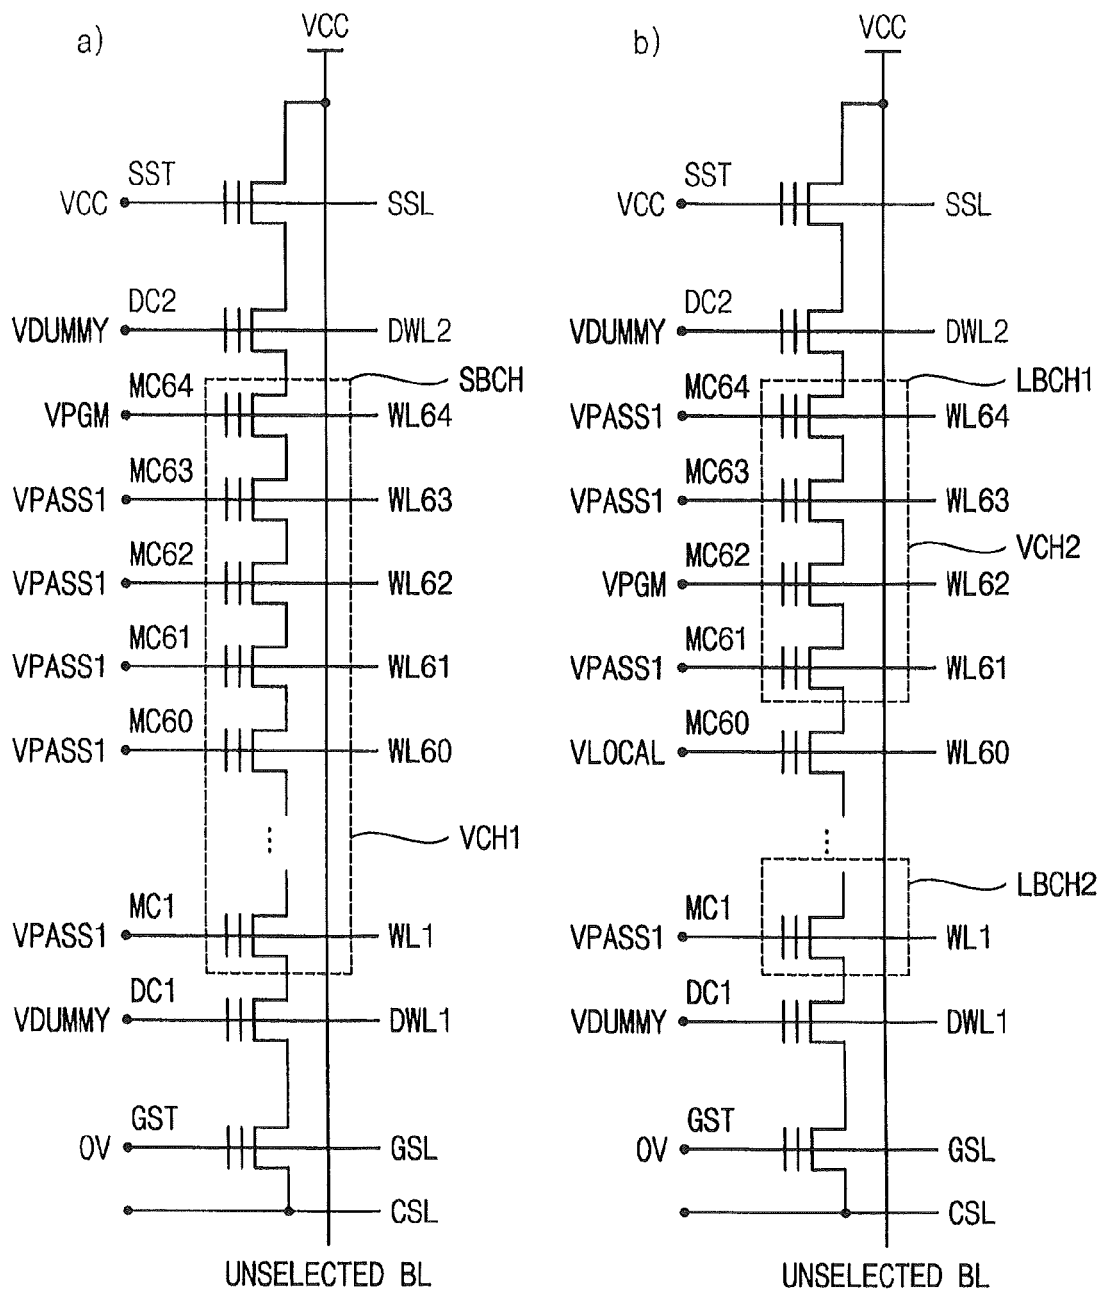 a)
VCC
SST
VCC
SSL
DC2
VDUMMY
DWL2
SBCH
MC64
VPGM
WL64
MC63
VPASS1
WL63
MC62
VPASS1
WL62
MC61
VPASS1
WL61
MC60
VPASS1
WL60
⋮
VCH1
MC1
VPASS1
WL1
DC1
VDUMMY
DWL1
GST
0V
GSL
CSL
UNSELECTED BL
b)
VCC
SST
VCC
SSL
DC2
VDUMMY
DWL2
LBCH1
MC64
VPASS1
WL64
MC63
VPASS1
WL63
VCH2
MC62
VPGM
WL62
MC61
VPASS1
WL61
MC60
VLOCAL
WL60
⋮
LBCH2
MC1
VPASS1
WL1
DC1
VDUMMY
DWL1
GST
0V
GSL
CSL
UNSELECTED BL